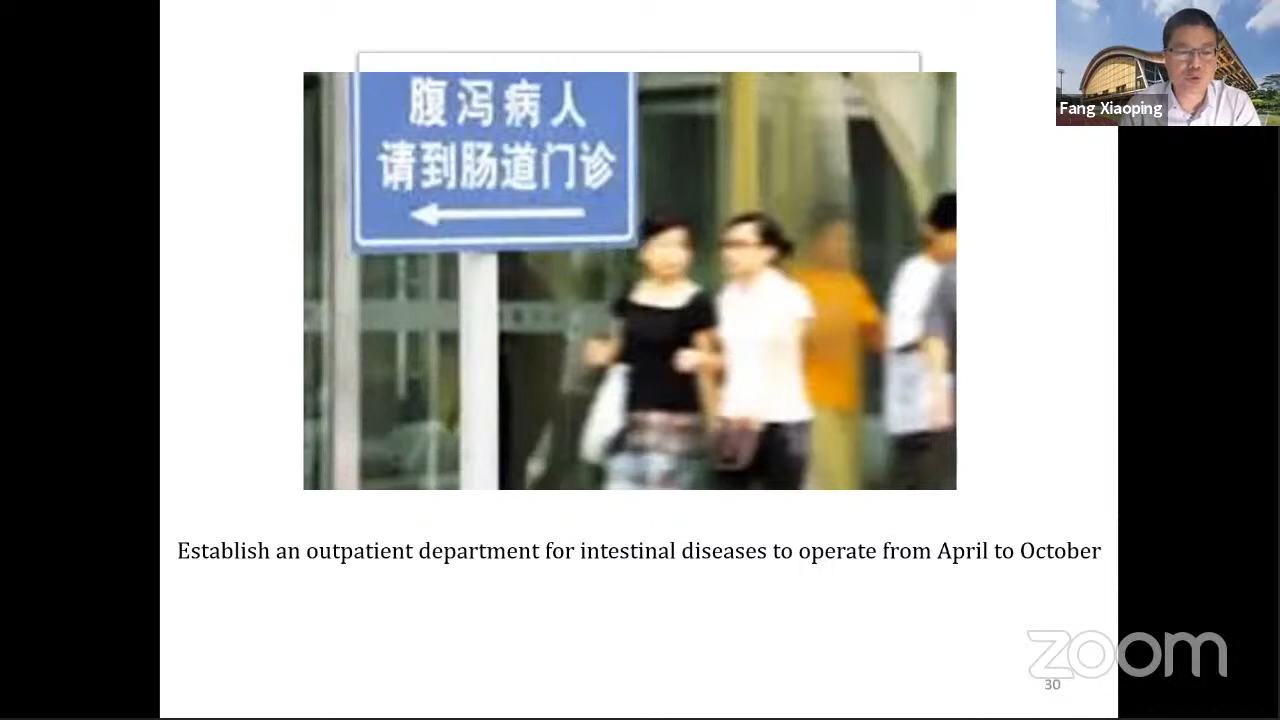 腹泻病人
请到肠道门诊
Fang Xiaoping
Establish an outpatient department for intestinal diseases to operate from April to October
zoom
30